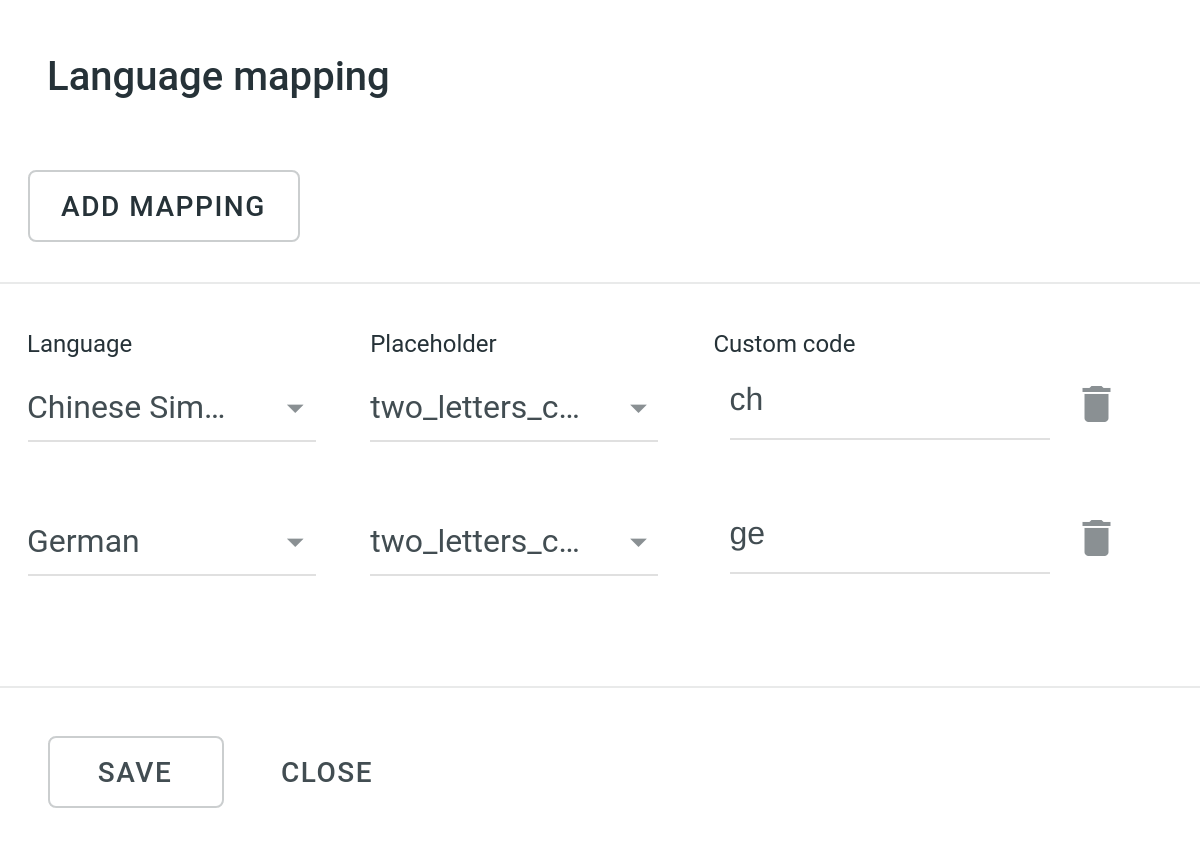 Language mapping
ADD MAPPING
Language Placeholder Custom code
Chinese Sim... two_letters_c... ch
German two_letters_c... ge
SAVE CLOSE